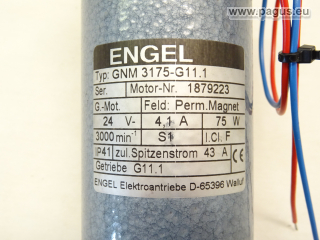 www.pagus.eu
ENGEL
Typ: GNM 3175-G11.1
Ser. Motor-Nr. 1879223
G.-Mot. Feld: Perm.Magnet
24 V- 4,1 A 75 W
3000 min⁻¹ S1 I.Cl. F
IP41 zul.Spitzenstrom 43 A CE
Getriebe G11.1
ENGEL Elektroantriebe D-65396 Walluf